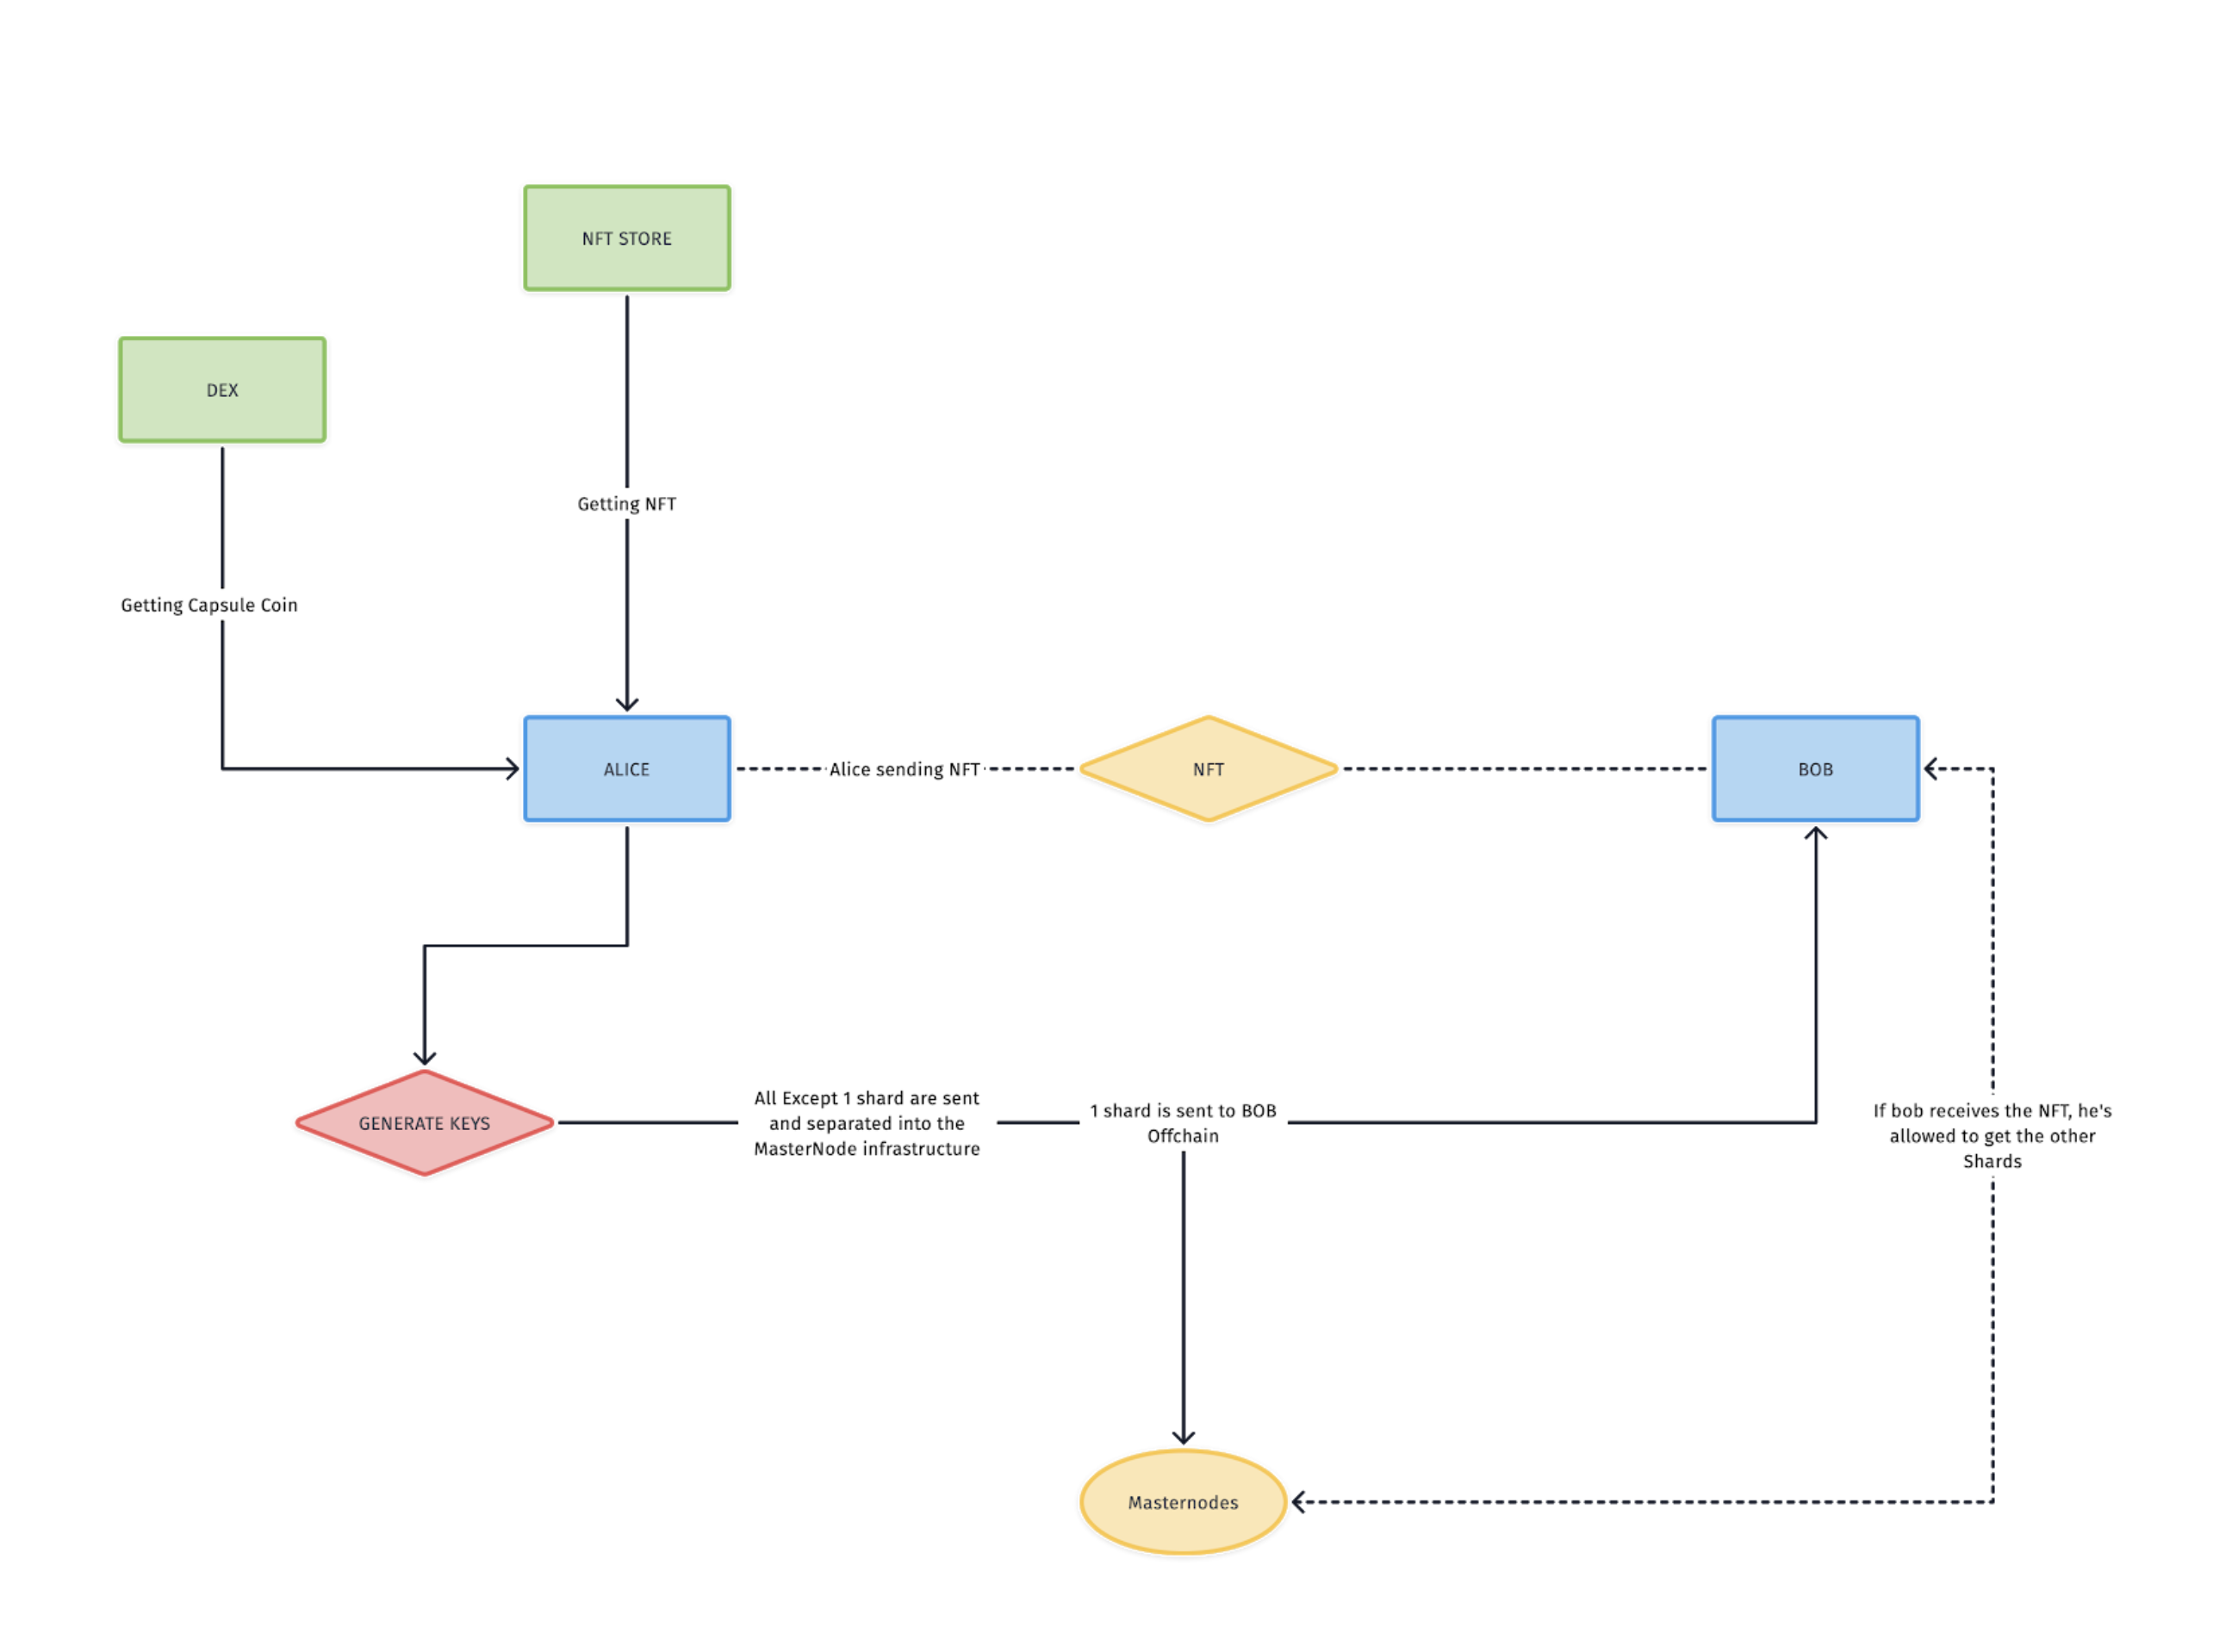 NFT STORE
DEX
Getting NFT
Getting Capsule Coin
ALICE
Alice sending NFT
NFT
BOB
GENERATE KEYS
All Except 1 shard are sent
and separated into the
MasterNode infrastructure
1 shard is sent to BOB
Offchain
If bob receives the NFT, he's
allowed to get the other
Shards
Masternodes